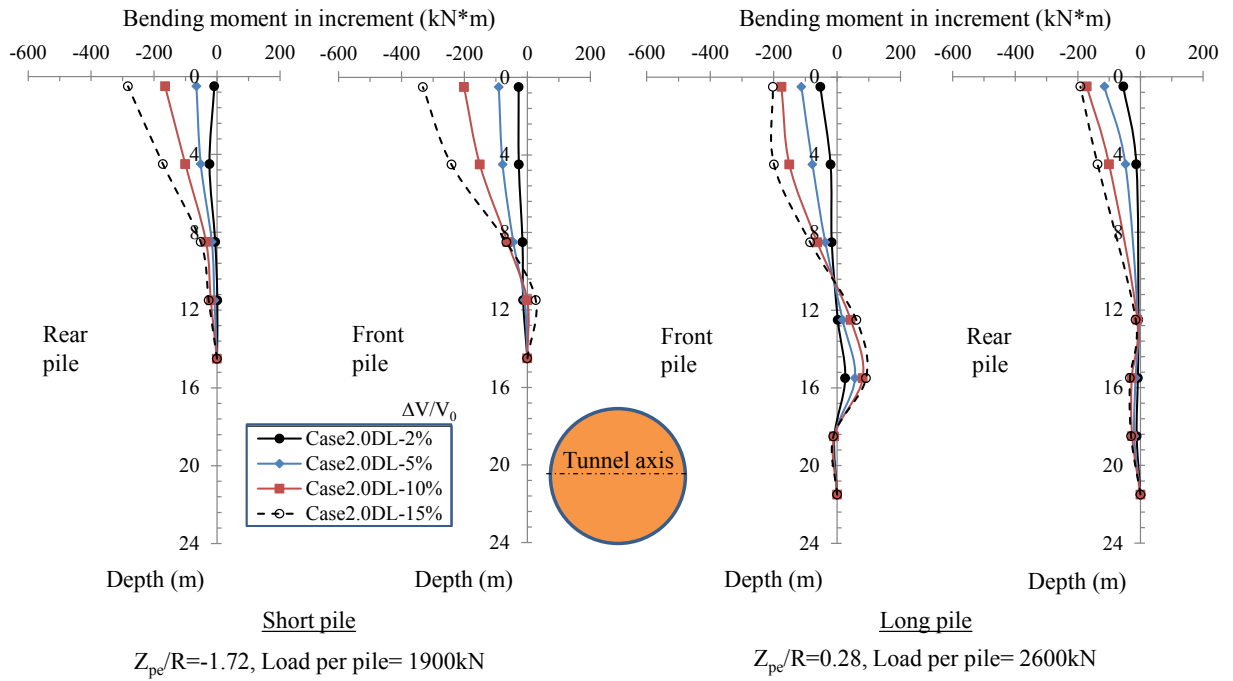 Bending moment in increment (kN*m)
Bending moment in increment (kN*m)
-600 -400 -200 0 200
-600 -400 -200 0 200
-600 -400 -200 0 200
-600 -400 -200 0 200
0
4
8
12
16
20
24
0
4
8
12
16
20
24
0
4
8
12
16
20
24
0
4
8
12
16
20
24
Rear
pile
Front
pile
Front
pile
Rear
pile
ΔV/V₀
Case2.0DL-2%
Case2.0DL-5%
Case2.0DL-10%
Case2.0DL-15%
Tunnel axis
Depth (m)
Depth (m)
Depth (m)
Depth (m)
Short pile
Long pile
Zpe/R=-1.72, Load per pile= 1900kN
Zpe/R=0.28, Load per pile= 2600kN